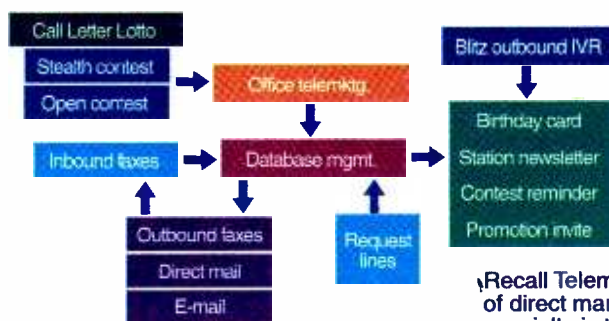 Call Letter Lotto
Stealth contest
Open contest
Office telemktg.
Blitz outbound IVR
Inbound faxes
Database mgmt.
Birthday card
Station newsletter
Contest reminder
Promotion invite
Outbound faxes
Direct mail
E-mail
Request
lines
Recall Telem
of direct mar